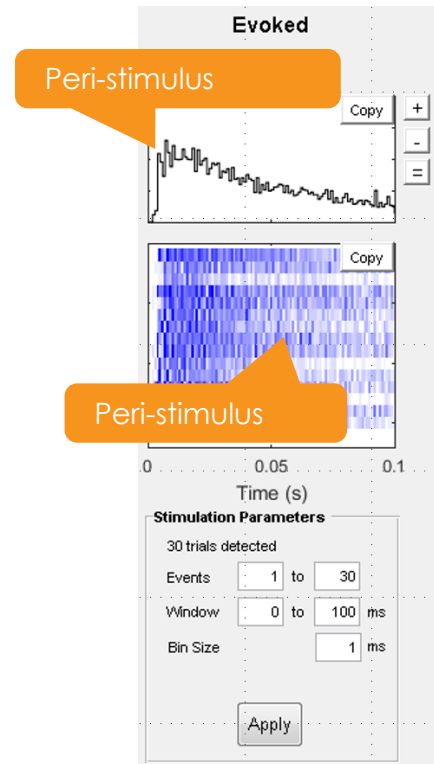 Evoked
Peri-stimulus
Copy
+
-
=
Copy
Peri-stimulus
0 0.05 0.1
Time (s)
Stimulation Parameters
30 trials detected
Events 1 to 30
Window 0 to 100 ms
Bin Size 1 ms
Apply